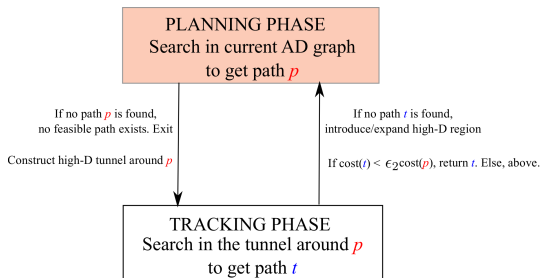 PLANNING PHASE
Search in current AD graph
to get path p
If no path p is found,
no feasible path exists. Exit
Construct high-D tunnel around p
If no path t is found,
introduce/expand high-D region
If cost(t) < ϵ2cost(p), return t. Else, above.
TRACKING PHASE
Search in the tunnel around p
to get path t